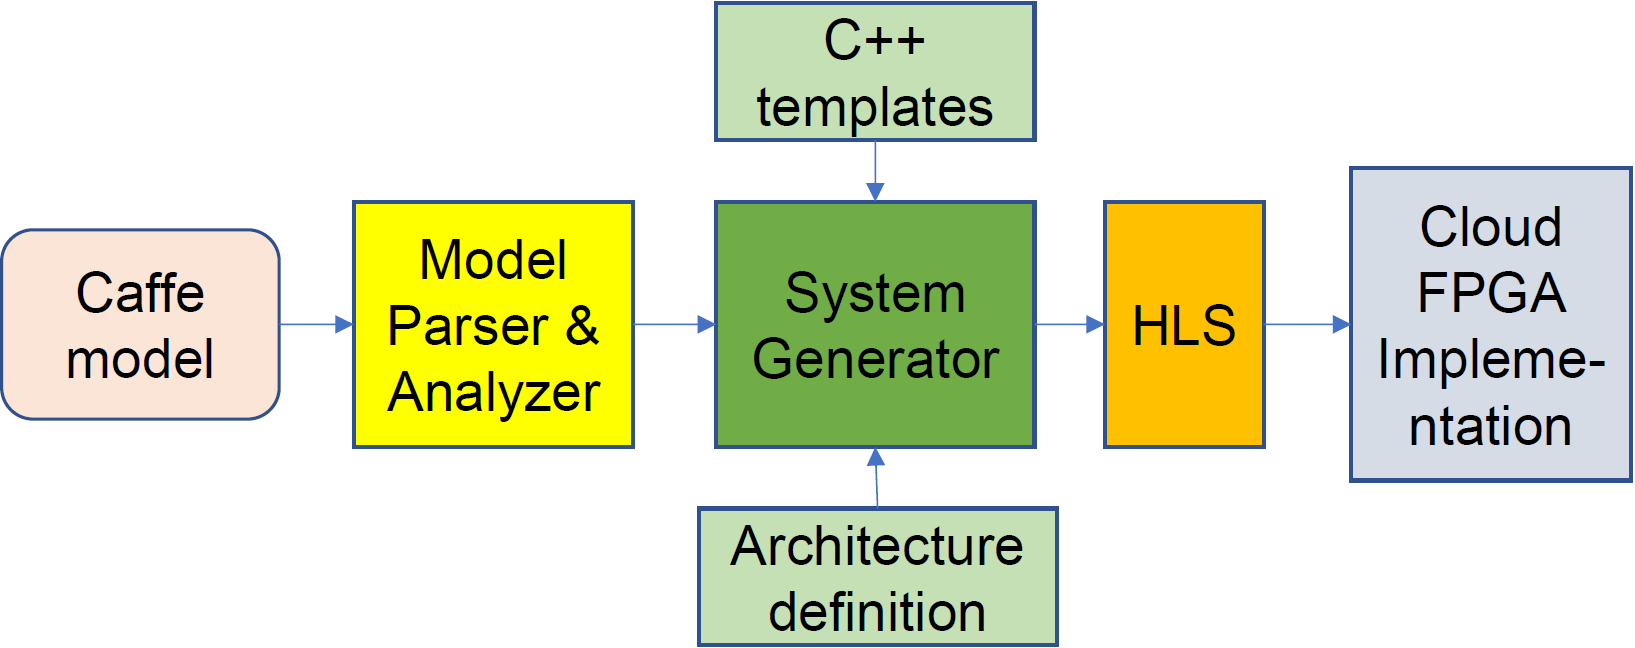 C++
templates
Caffe
model
Model
Parser &
Analyzer
System
Generator
HLS
Cloud
FPGA
Impleme-
ntation
Architecture
definition